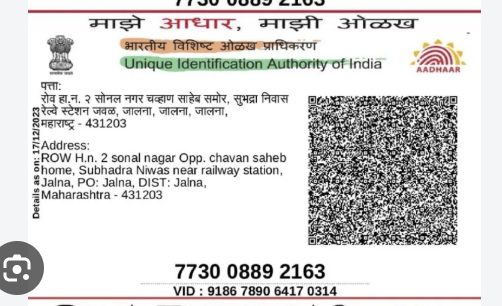 7730 0889 2163
माझे आधार, माझी ओळख
भारतीय विशिष्ट ओळख प्राधिकरण
Unique Identification Authority of India
AADHAAR
पत्ता:
रोव हा.न. २ सोनल नगर चव्हाण साहेब समोर, सुभद्रा निवास
रेल्वे स्टेशन जवळ, जालना, जालना, जालना,
महाराष्ट्र - 431203
Details as on: 17/12/2023
Address:
ROW H.n. 2 sonal nagar Opp. chavan saheb
home, Subhadra Niwas near railway station,
Jalna, PO: Jalna, DIST: Jalna,
Maharashtra - 431203
7730 0889 2163
VID : 9186 7890 6417 0314